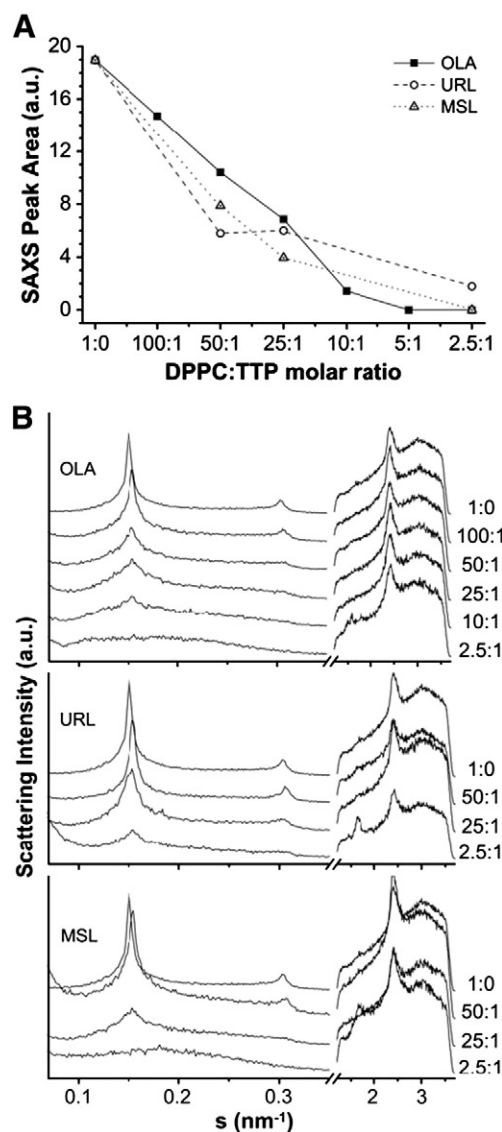 A
20
OLA
URL
MSL
16
12
8
4
0
SAXS Peak Area (a.u.)
1:0 100:1 50:1 25:1 10:1 5:1 2.5:1
DPPC:TTP molar ratio
B
OLA
1:0
100:1
50:1
25:1
10:1
2.5:1
URL
1:0
50:1
25:1
2.5:1
MSL
1:0
50:1
25:1
2.5:1
Scattering Intensity (a.u.)
0.1 0.2 0.3 2 3
s (nm⁻¹)